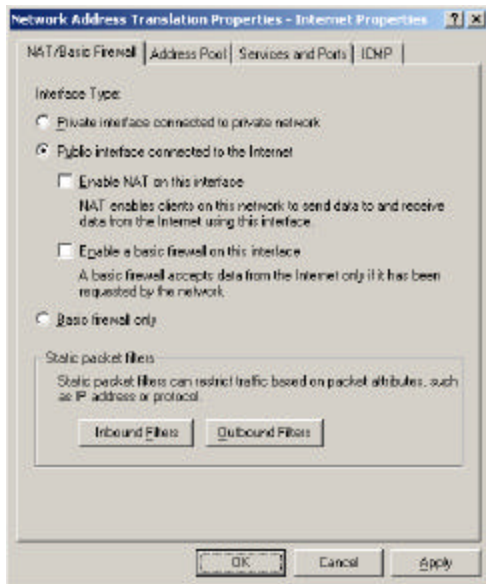 Network Address Translation Properties - Internet Properties ? X
NAT/Basic Firewall Address Pool Services and Ports ICMP
Interface Type:
Private interface connected to private network
Public interface connected to the Internet
Enable NAT on this interface
NAT enables clients on this network to send data to and receive
data from the Internet using this interface.
Enable a basic firewall on this interface
A basic firewall accepts data from the Internet only if it has been
requested by the network.
Basic firewall only
Static packet filters
Static packet filters can restrict traffic based on packet attributes, such
as IP address or protocol.
Inbound Filters Outbound Filters
OK Cancel Apply